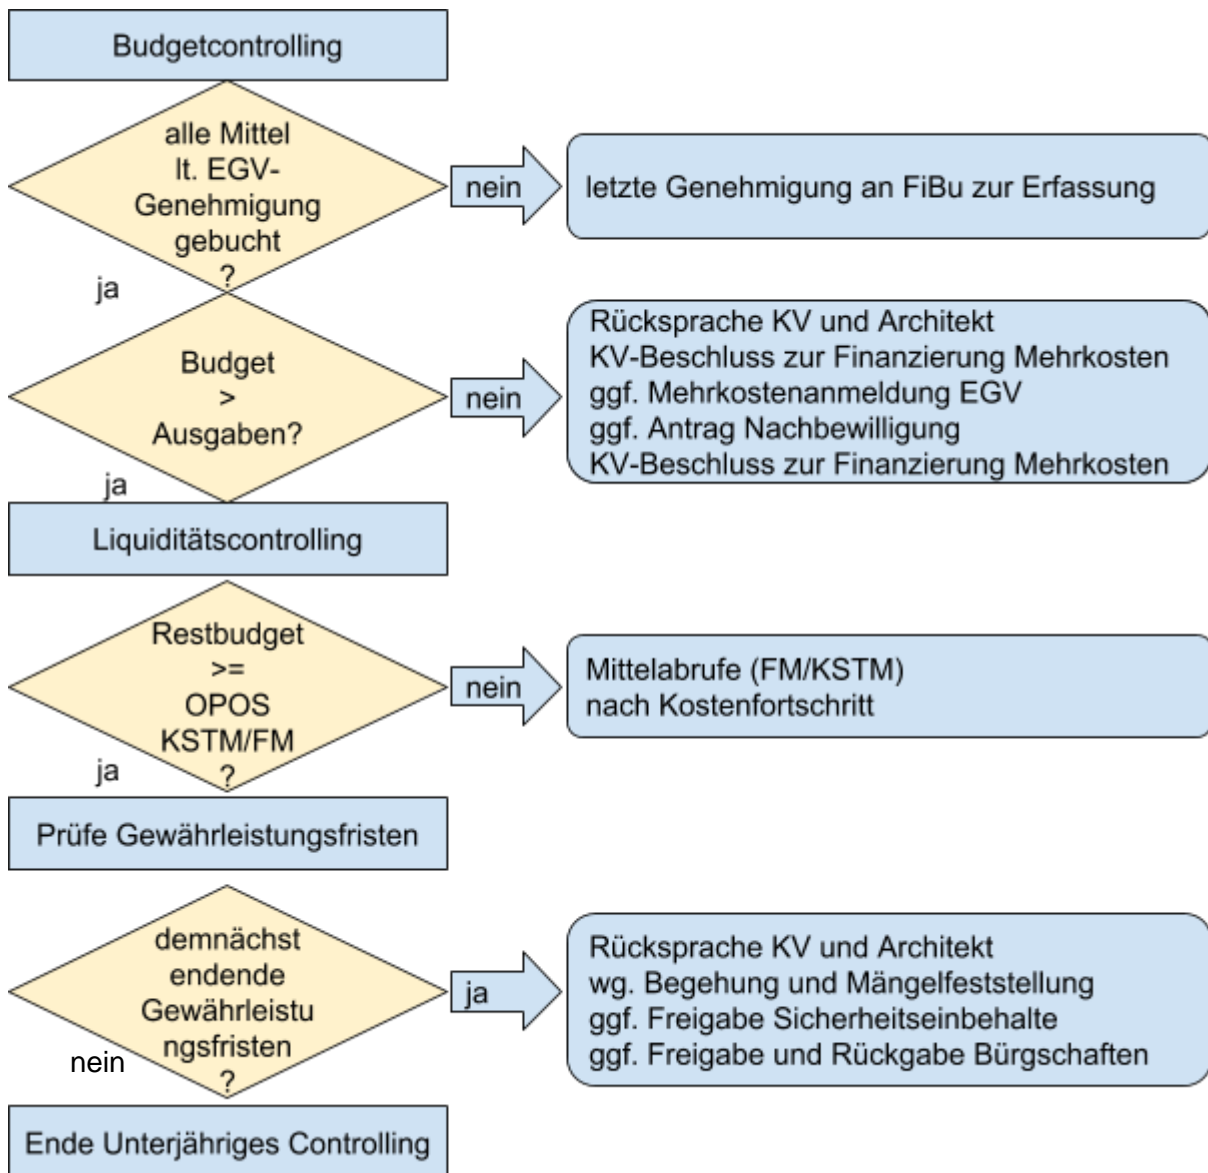 Budgetcontrolling
alle Mittel
lt. EGV-
Genehmigung
gebucht
?
nein
letzte Genehmigung an FiBu zur Erfassung
ja
Budget
>
Ausgaben?
nein
Rücksprache KV und Architekt
KV-Beschluss zur Finanzierung Mehrkosten
ggf. Mehrkostenanmeldung EGV
ggf. Antrag Nachbewilligung
KV-Beschluss zur Finanzierung Mehrkosten
ja
Liquiditätscontrolling
Restbudget
>=
OPOS
KSTM/FM
?
nein
Mittelabrufe (FM/KSTM)
nach Kostenfortschritt
ja
Prüfe Gewährleistungsfristen
demnächst
endende
Gewährleistu
ngsfristen
?
ja
Rücksprache KV und Architekt
wg. Begehung und Mängelfeststellung
ggf. Freigabe Sicherheitseinbehalte
ggf. Freigabe und Rückgabe Bürgschaften
nein
Ende Unterjähriges Controlling